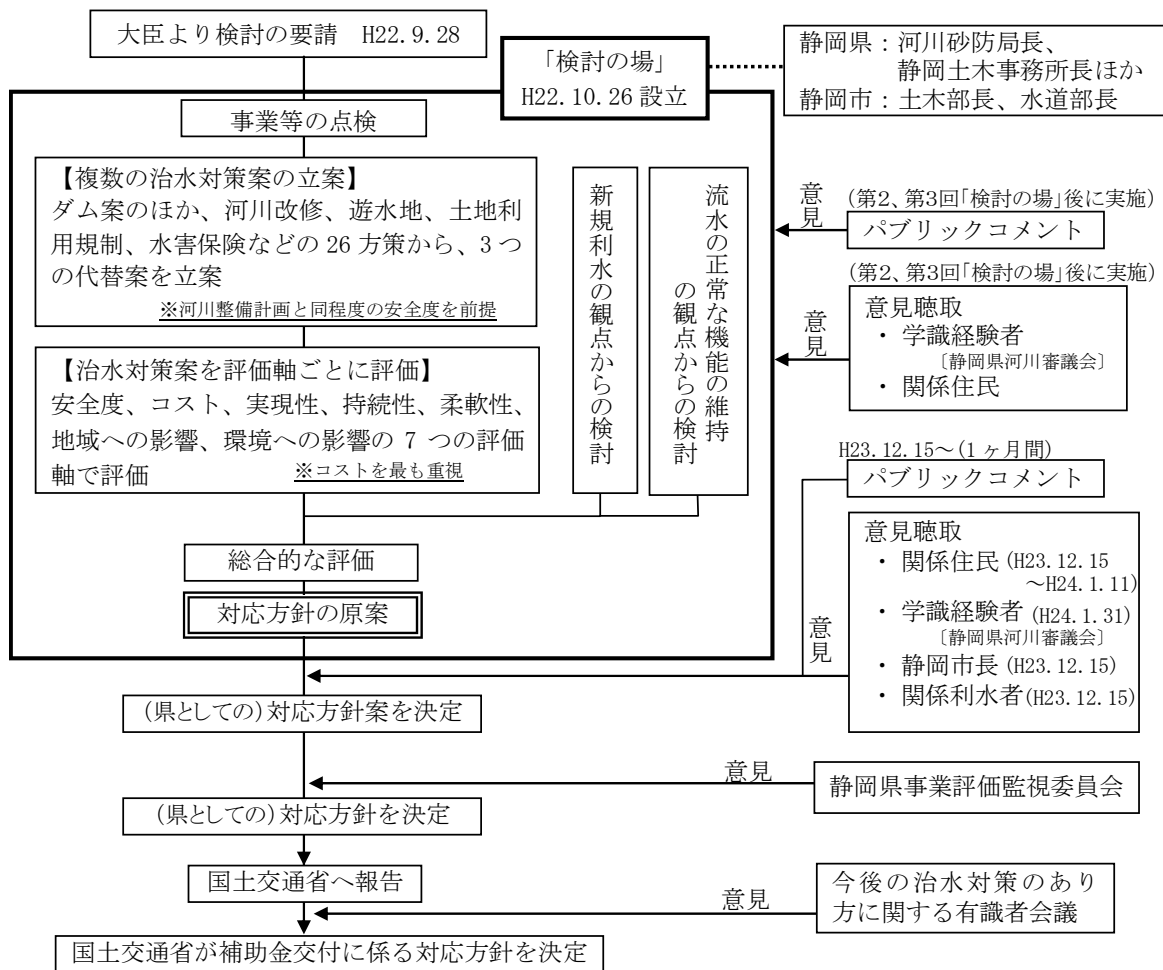 大臣より検討の要請 H22.9.28
「検討の場」
H22.10.26 設立
静岡県：河川砂防局長、
静岡土木事務所長ほか
静岡市：土木部長、水道部長
事業等の点検
【複数の治水対策案の立案】
ダム案のほか、河川改修、遊水地、土地利
用規制、水害保険などの 26 方策から、3 つ
の代替案を立案
※河川整備計画と同程度の安全度を前提
【治水対策案を評価軸ごとに評価】
安全度、コスト、実現性、持続性、柔軟性、
地域への影響、環境への影響の 7 つの評価
軸で評価
※コストを最も重視
新規利水の観点からの検討
流水の正常な機能の維持
の観点からの検討
意見
(第2、第3回「検討の場」後に実施)
パブリックコメント
(第2、第3回「検討の場」後に実施)
意見
意見聴取
・ 学識経験者
〔静岡県河川審議会〕
・ 関係住民
H23.12.15～(1 ヶ月間)
パブリックコメント
意見聴取
・ 関係住民 (H23.12.15
～H24.1.11)
・ 学識経験者 (H24.1.31)
〔静岡県河川審議会〕
・ 静岡市長 (H23.12.15)
・ 関係利水者(H23.12.15)
意見
総合的な評価
対応方針の原案
(県としての)対応方針案を決定
意見
静岡県事業評価監視委員会
(県としての)対応方針を決定
国土交通省へ報告
意見
今後の治水対策のあり
方に関する有識者会議
国土交通省が補助金交付に係る対応方針を決定